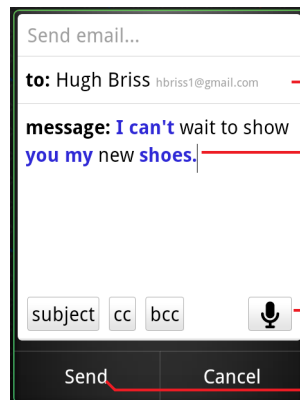 Send email...
to: Hugh Briss hbriss1@gmail.com
message: I can't wait to show
you my new shoes.
subject cc bcc
Send Cancel